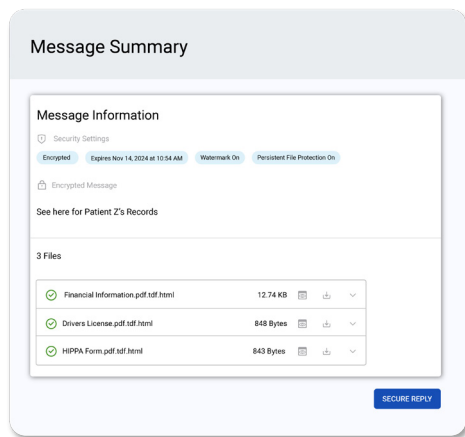 Message Summary
Message Information
Security Settings
Encrypted Expires Nov 14, 2024 at 10:54 AM Watermark On Persistent File Protection On
Encrypted Message
See here for Patient Z's Records
3 Files
Financial Information.pdf.tdf.html 12.74 KB
Drivers License.pdf.tdf.html 848 Bytes
HIPPA Form.pdf.tdf.html 843 Bytes
SECURE REPLY